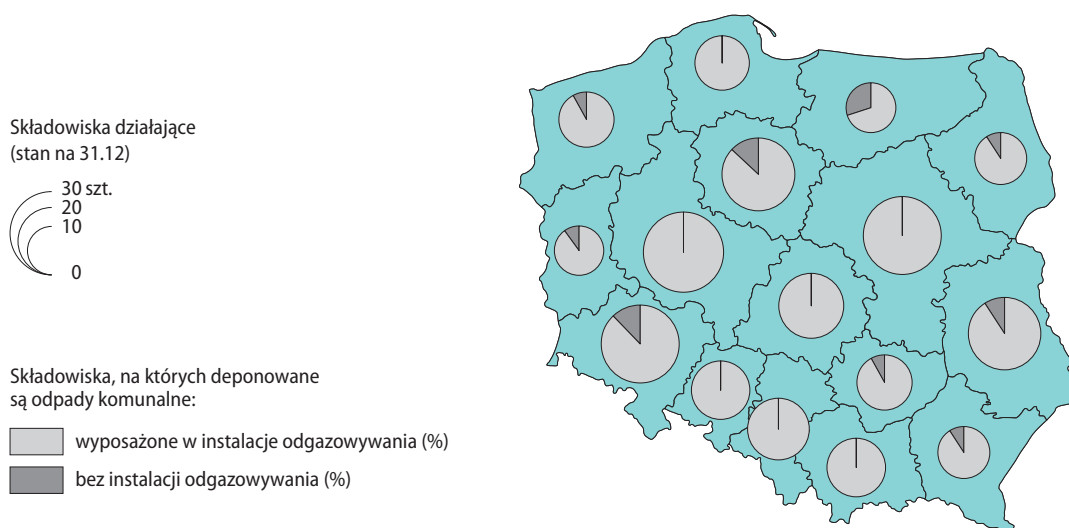 Składowiska działające
(stan na 31.12)
30 szt.
20
10
0
Składowiska, na których deponowane
są odpady komunalne:
wyposażone w instalacje odgazowywania (%)
bez instalacji odgazowywania (%)